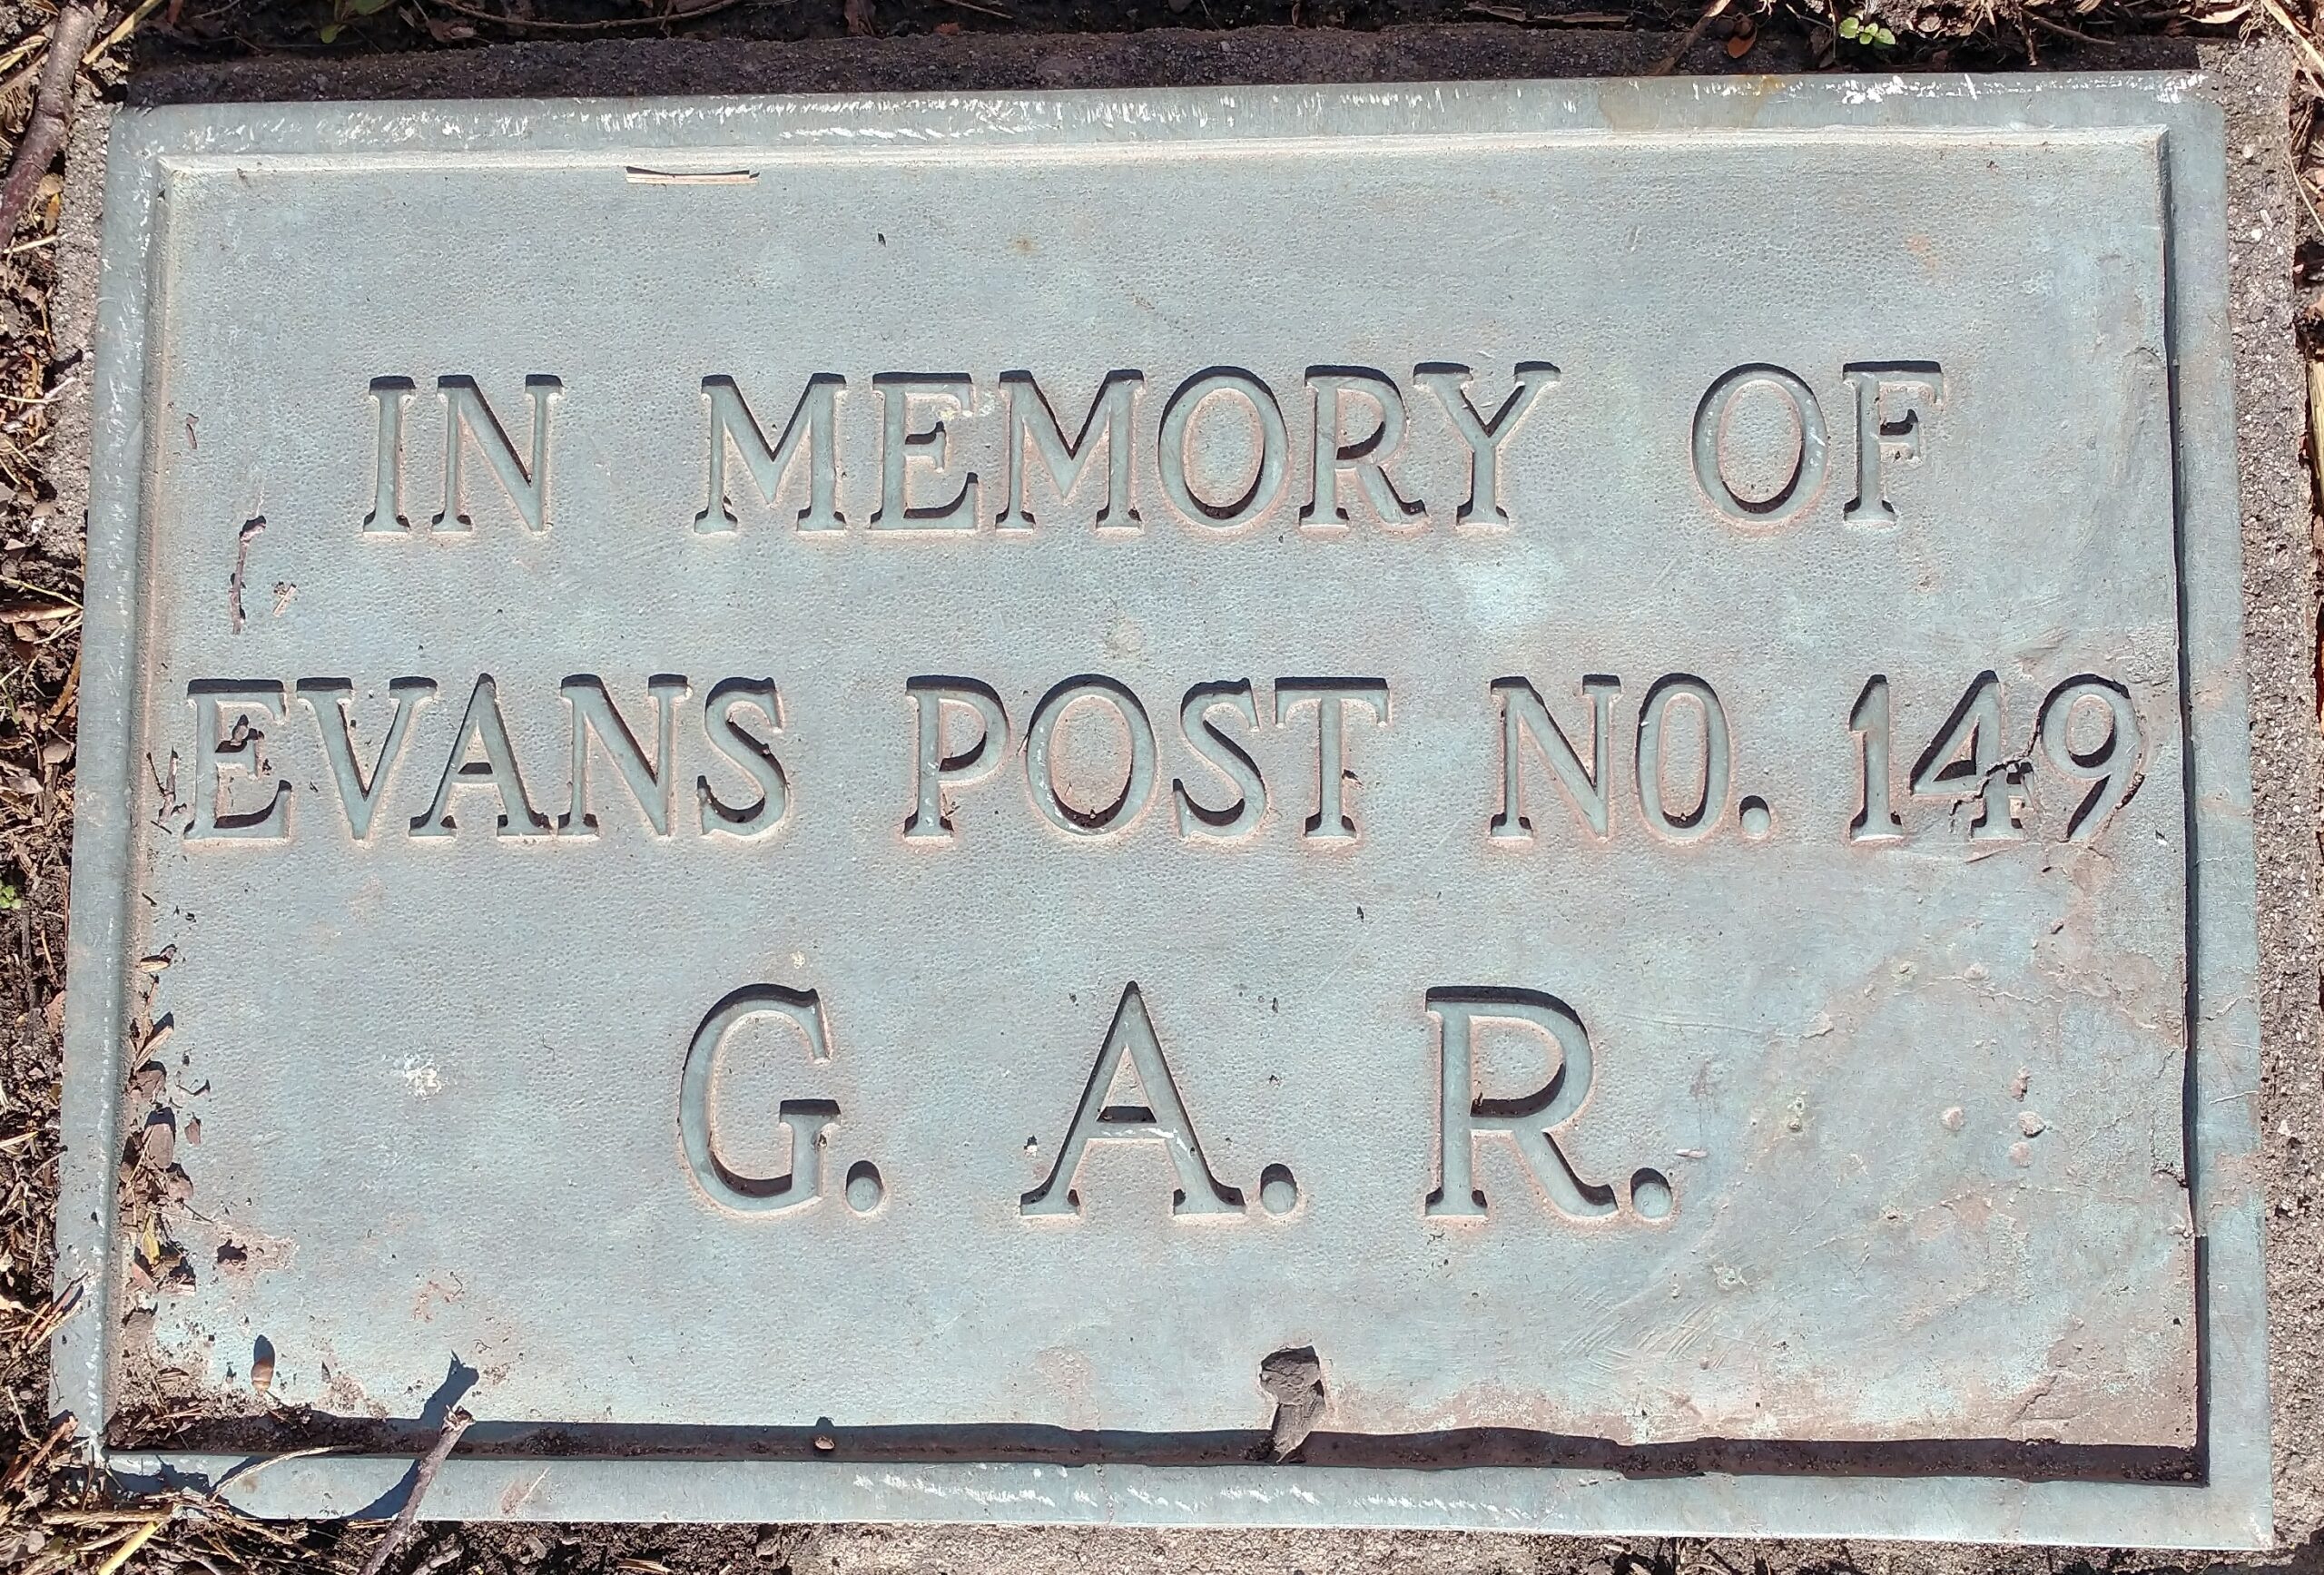 IN MEMORY OF
EVANS POST NO. 149
G. A. R.